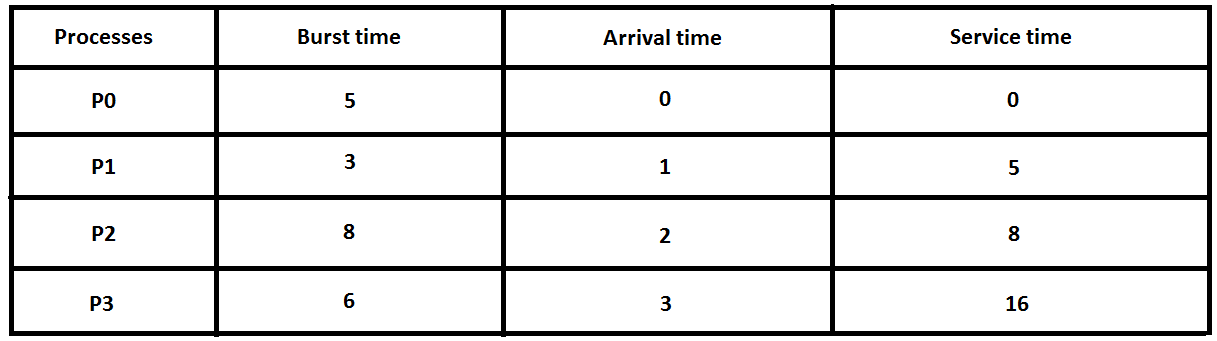 Processes Burst time Arrival time Service time
P0 5 0 0
P1 3 1 5
P2 8 2 8
P3 6 3 16